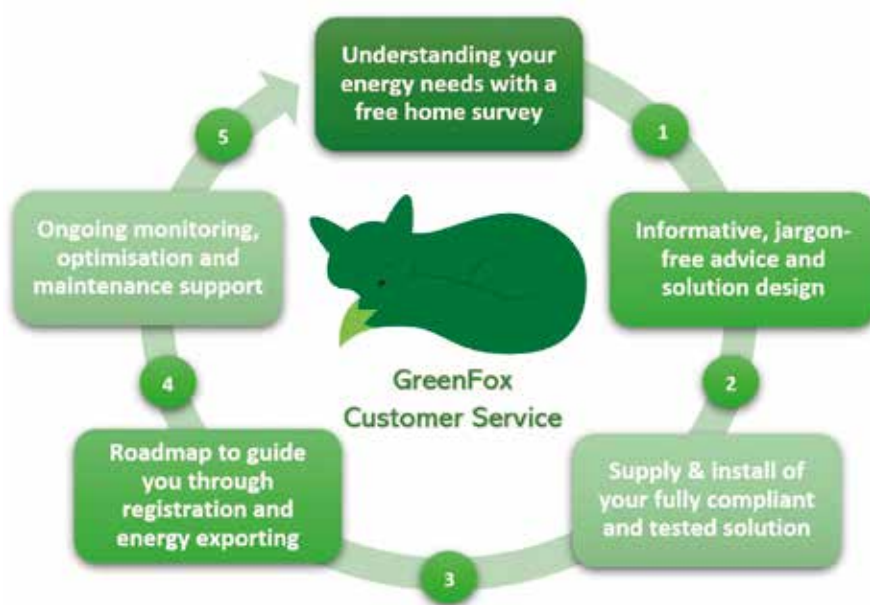 Understanding your
energy needs with a
free home survey
1
Informative, jargon-
free advice and
solution design
2
Supply & install of
your fully compliant
and tested solution
3
Roadmap to guide
you through
registration and
energy exporting
4
Ongoing monitoring,
optimisation and
maintenance support
5
GreenFox
Customer Service